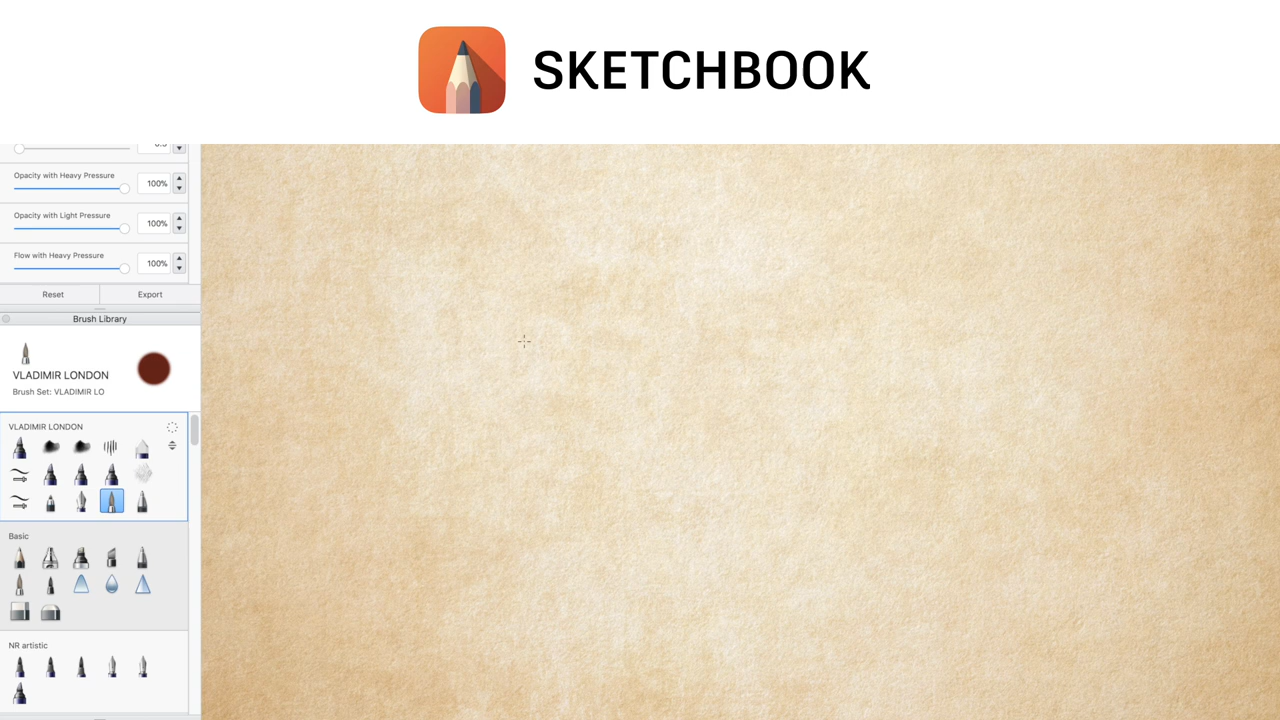 SKETCHBOOK
Opacity with Heavy Pressure
100%
Opacity with Light Pressure
100%
Flow with Heavy Pressure
100%
Reset
Export
Brush Library
VLADIMIR LONDON
Brush Set: VLADIMIR LO
VLADIMIR LONDON
Basic
NR artistic